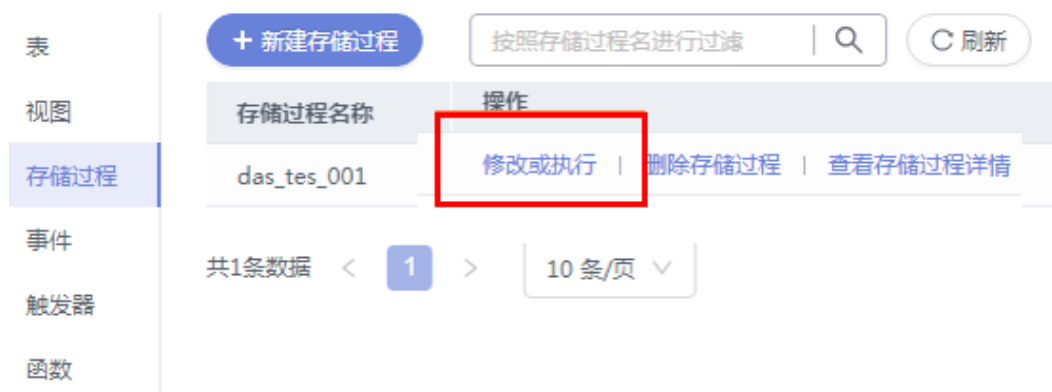 表
视图
存储过程
事件
触发器
函数
+ 新建存储过程
按照存储过程名进行过滤
刷新
存储过程名称 操作
das_tes_001 修改或执行 | 删除存储过程 | 查看存储过程详情
共1条数据 < 1 > 10 条/页